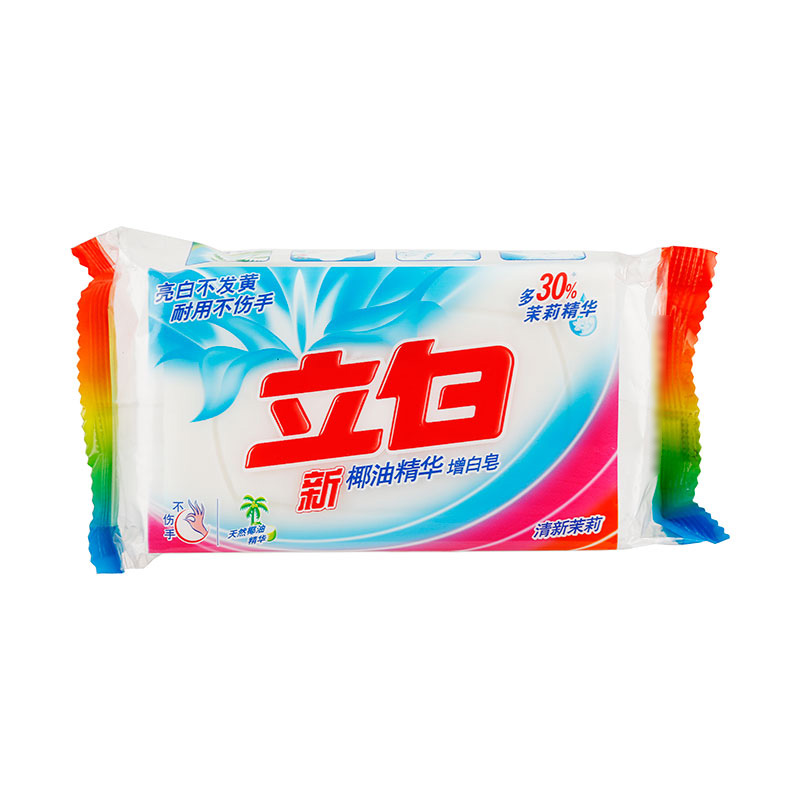 亮白不发黄
耐用不伤手
多30%
茉莉精华
立白
新椰油精华增白皂
不伤手
天然椰油
精华
清新茉莉